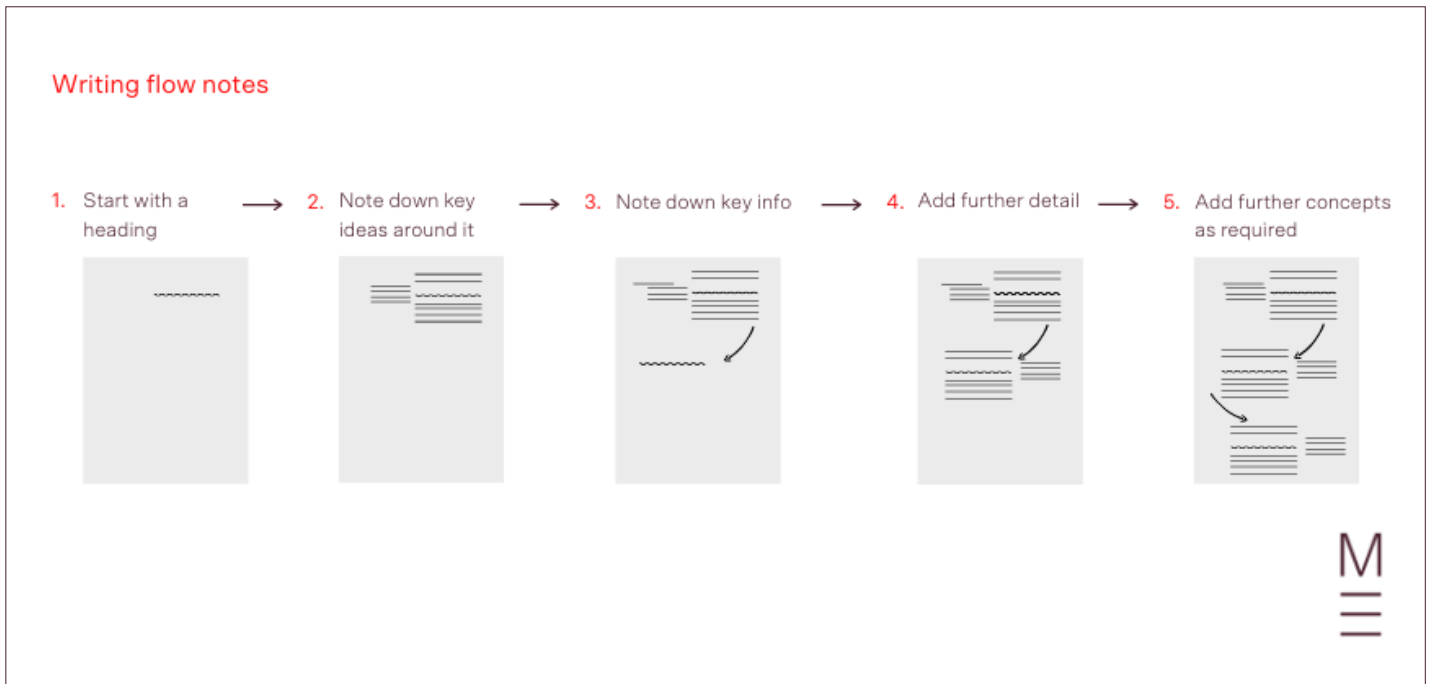 Writing flow notes
1. Start with a
heading
2. Note down key
ideas around it
3. Note down key info
4. Add further detail
5. Add further concepts
as required
M